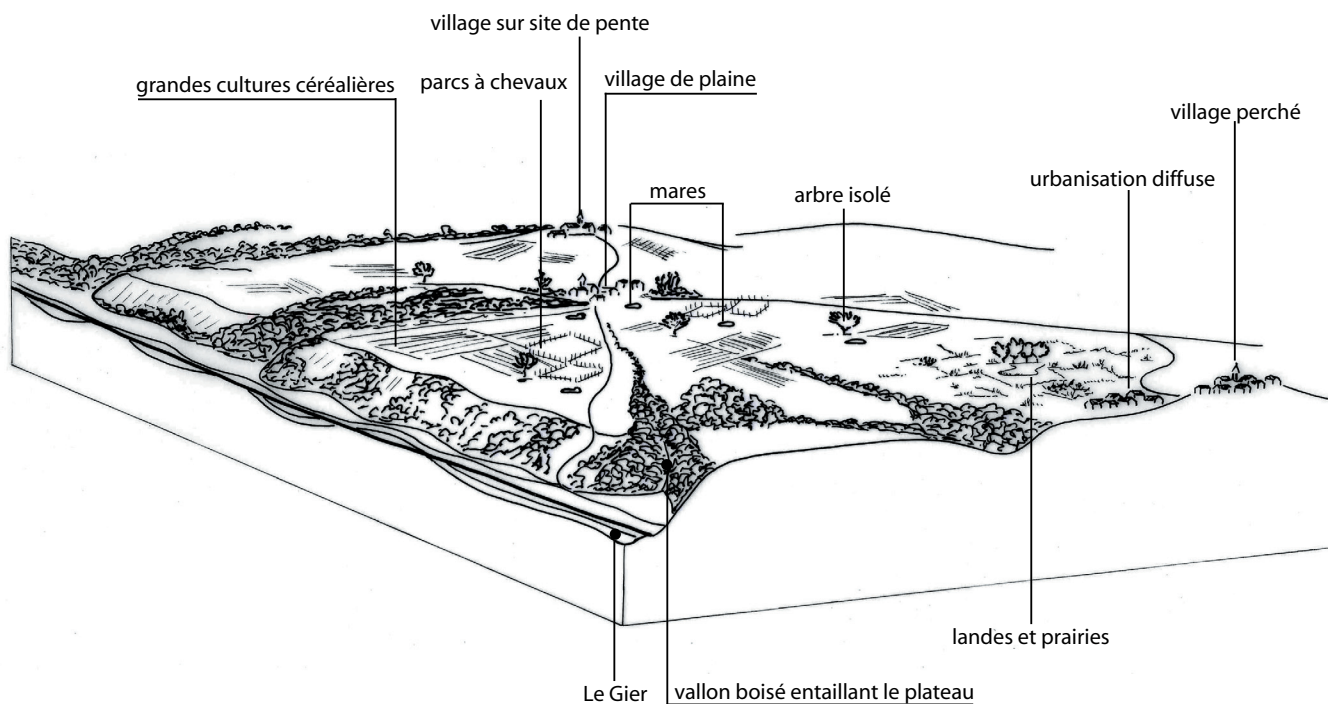 village sur site de pente
grandes cultures céréalières
parcs à chevaux
village de plaine
village perché
mares
arbre isolé
urbanisation diffuse
landes et prairies
Le Gier
vallon boisé entaillant le plateau